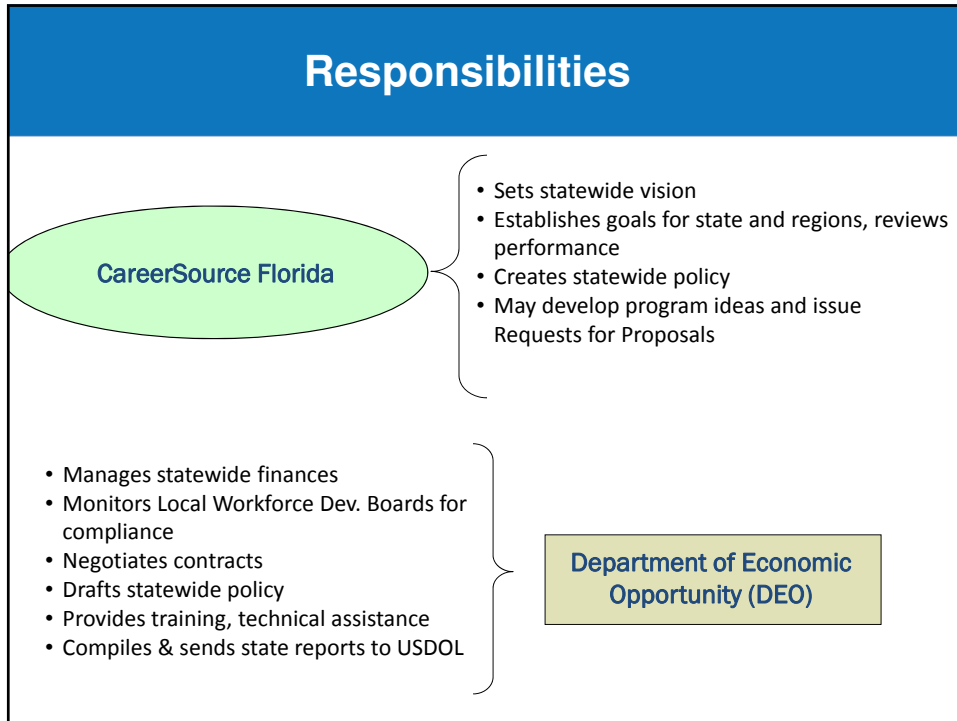 Responsibilities
CareerSource Florida
• Sets statewide vision
• Establishes goals for state and regions, reviews
performance
• Creates statewide policy
• May develop program ideas and issue
Requests for Proposals
• Manages statewide finances
• Monitors Local Workforce Dev. Boards for
compliance
• Negotiates contracts
• Drafts statewide policy
• Provides training, technical assistance
• Compiles & sends state reports to USDOL
Department of Economic
Opportunity (DEO)